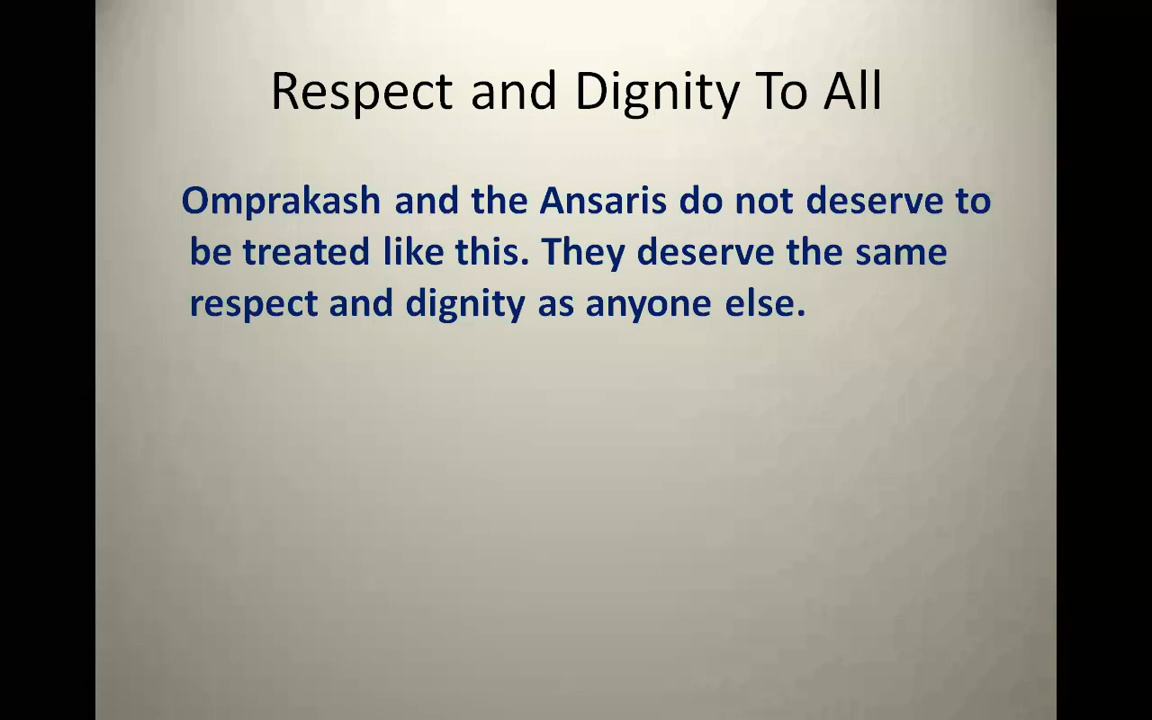 Respect and Dignity To All
Omprakash and the Ansaris do not deserve to
be treated like this. They deserve the same
respect and dignity as anyone else.